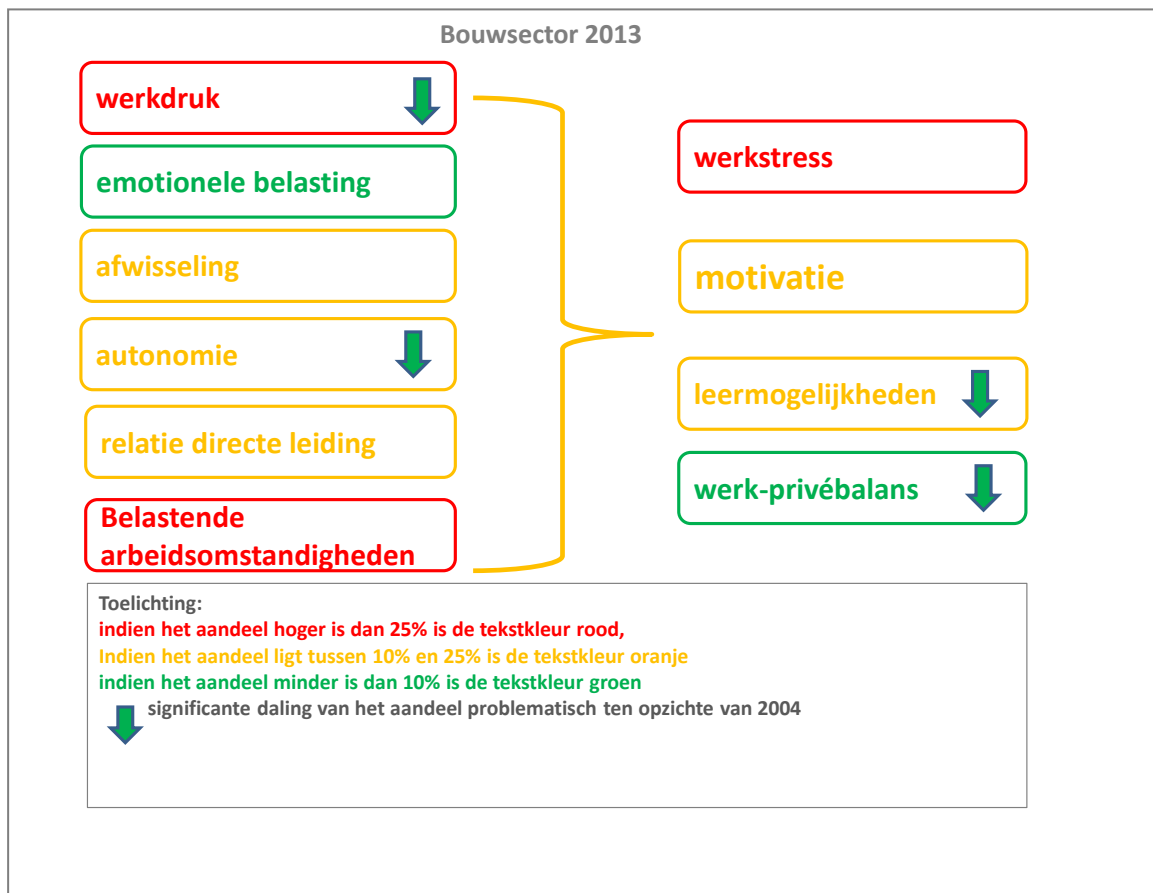 Bouwsector 2013
werkdruk
emotionele belasting
afwisseling
autonomie
relatie directe leiding
Belastende
arbeidsomstandigheden
werkstress
motivatie
leermogelijkheden
werk-privébalans
Toelichting:
indien het aandeel hoger is dan 25% is de tekstkleur rood,
Indien het aandeel ligt tussen 10% en 25% is de tekstkleur oranje
indien het aandeel minder is dan 10% is de tekstkleur groen
significante daling van het aandeel problematisch ten opzichte van 2004